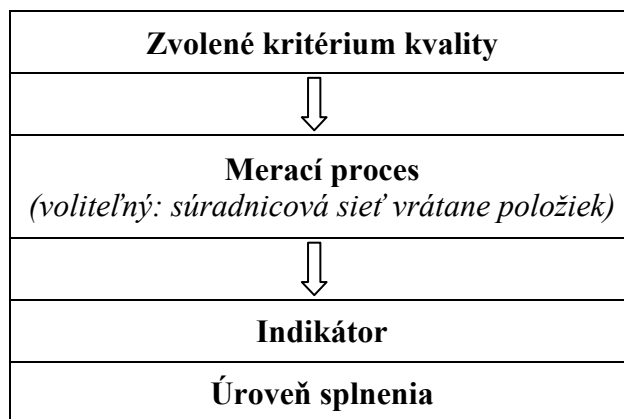 Zvolené kritérium kvality
Merací proces
(voliteľný: súradnicová sieť vrátane položiek)
Indikátor
Úroveň splnenia